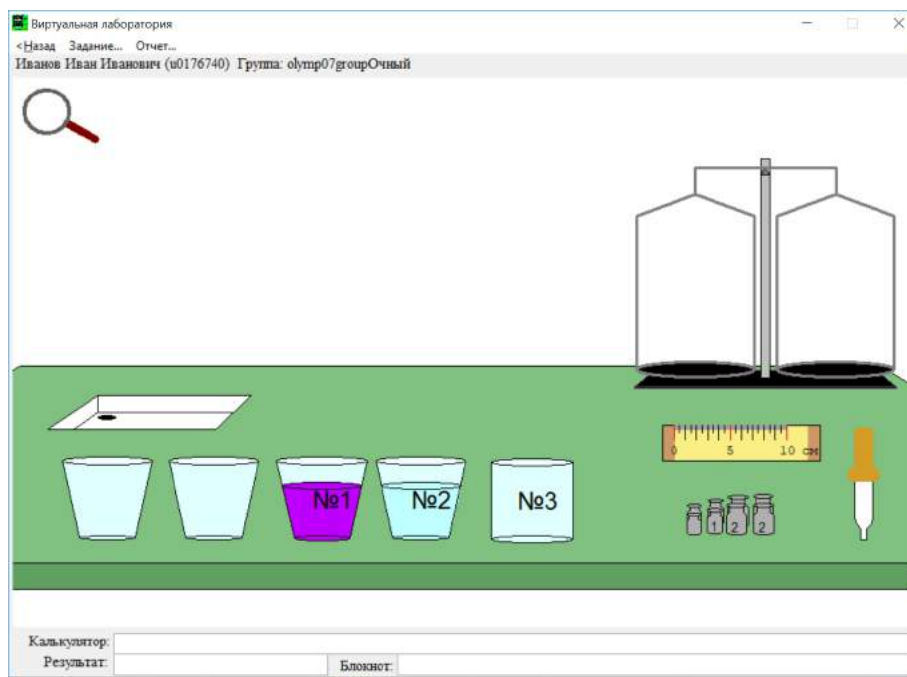 Виртуальная лаборатория
<Назад Задание... Отчет...
Иванов Иван Иванович (u0176740) Группа: olymp07groupОчный
0 5 10 см
№1 №2 №3
1 2 2
Калькулятор:
Результат: Блокнот: